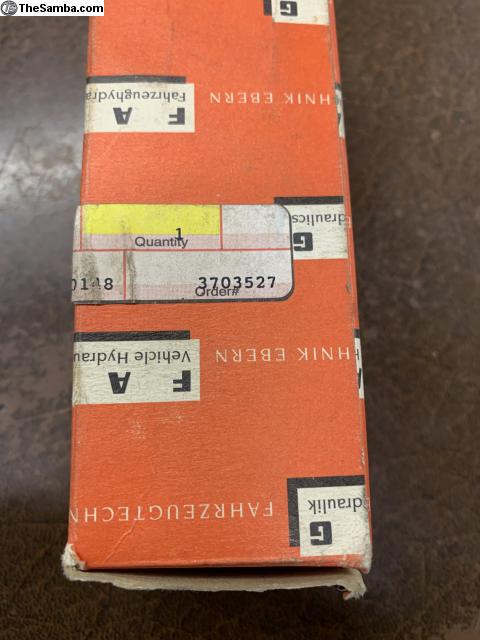 © TheSamba.com
G
F A
Fahrzeughydra
HNIK EBERN
draulics
G
1
Quantity
3703527
Order#
F A
Vehicle Hydrau
HNIK EBERN
draulik
G
FAHRZEUGTECHN